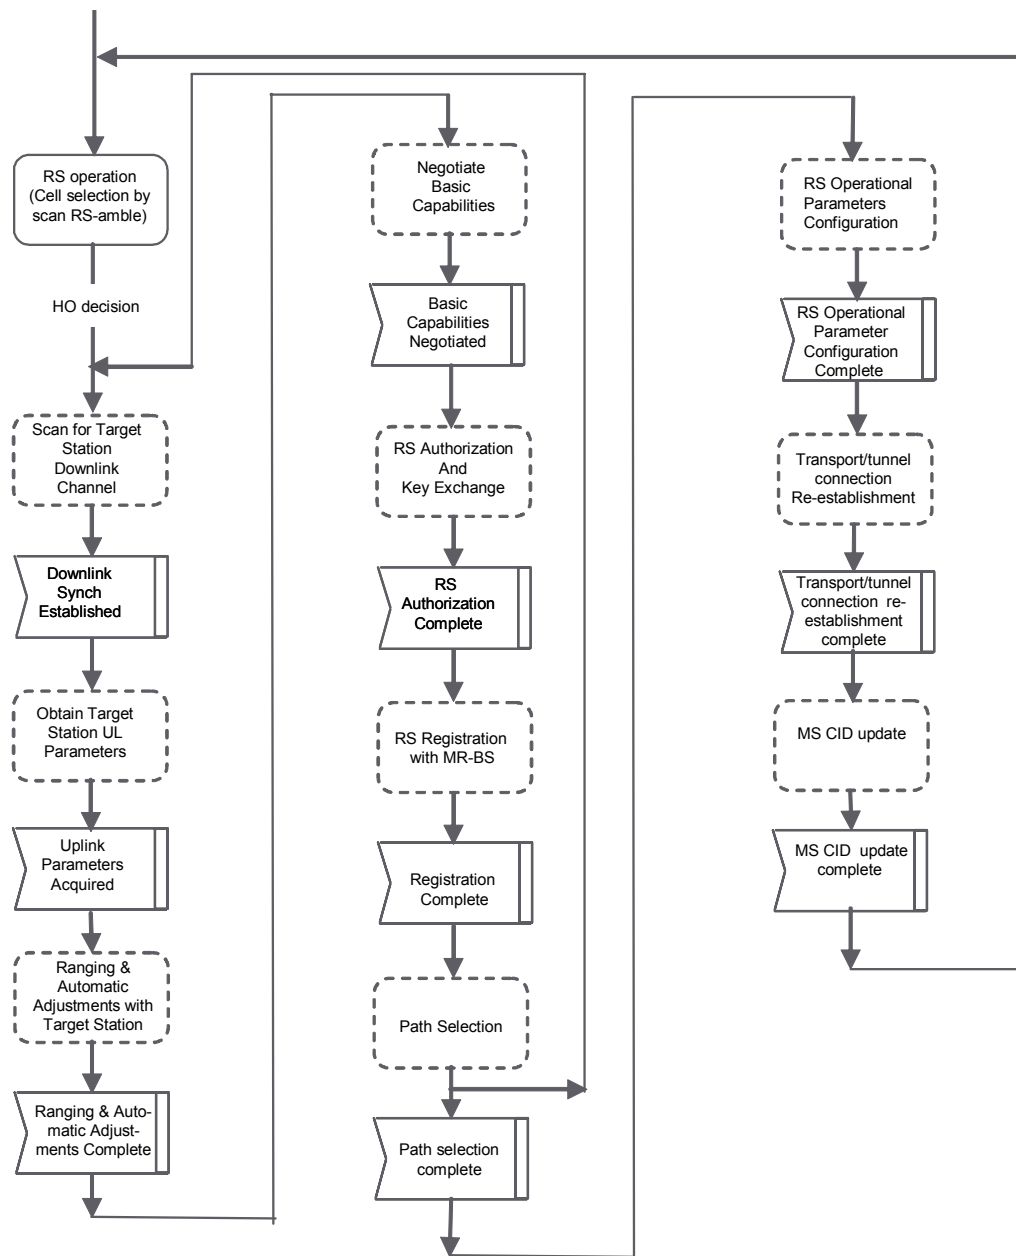 RS operation
(Cell selection by
scan RS-amble)
HO decision
Scan for Target
Station
Downlink
Channel
Downlink
Synch
Established
Obtain Target
Station UL
Parameters
Uplink
Parameters
Acquired
Ranging &
Automatic
Adjustments with
Target Station
Ranging & Auto-
matic Adjust-
ments Complete
Negotiate
Basic
Capabilities
Basic
Capabilities
Negotiated
RS Authorization
And
Key Exchange
RS
Authorization
Complete
RS Registration
with MR-BS
Registration
Complete
Path Selection
Path selection
complete
RS Operational
Parameters
Configuration
RS Operational
Parameter
Configuration
Complete
Transport/tunnel
connection
Re-establishment
Transport/tunnel
connection re-
establishment
complete
MS CID update
MS CID update
complete